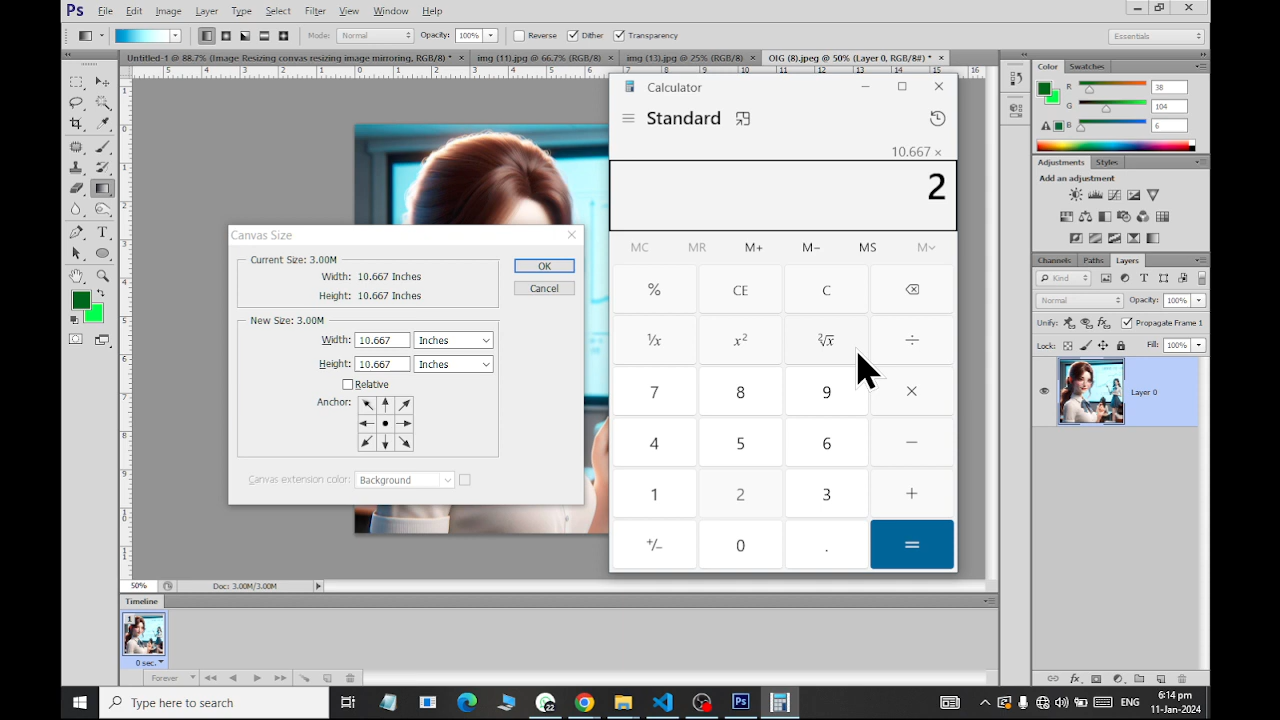 Ps File Edit Image Layer Type Select Filter View Window Help
Mode: Normal Opacity: 100% Reverse Dither Transparency Essentials
Untitled-1 @ 88.7% (Image Resizing canvas resizing image mirroring, RGB/8) * × img (11).jpg @ 66.7% (RGB/8) × img (13).jpg @ 25% (RGB/8) × OIG (8).jpeg @ 50% (Layer 0, RGB/8#) * ×
Calculator
Standard
10.667 ×
2
MC MR M+ M− MS M
% CE C
¹/x x² ²√x ÷
7 8 9 ×
4 5 6 −
1 2 3 +
+/− 0 . =
Canvas Size
Current Size: 3.00M
Width: 10.667 Inches
Height: 10.667 Inches
OK
Cancel
New Size: 3.00M
Width: 10.667 Inches
Height: 10.667 Inches
Relative
Anchor:
Canvas extension color: Background
Color Swatches
R 38
G 104
B 6
Adjustments Styles
Add an adjustment
Channels Paths Layers
Kind
Normal Opacity: 100%
Unify: Propagate Frame 1
Lock: Fill: 100%
Layer 0
50% Doc: 3.00M/3.00M
Timeline
1
0 sec.
Forever
Type here to search
ENG
6:14 pm
11-Jan-2024